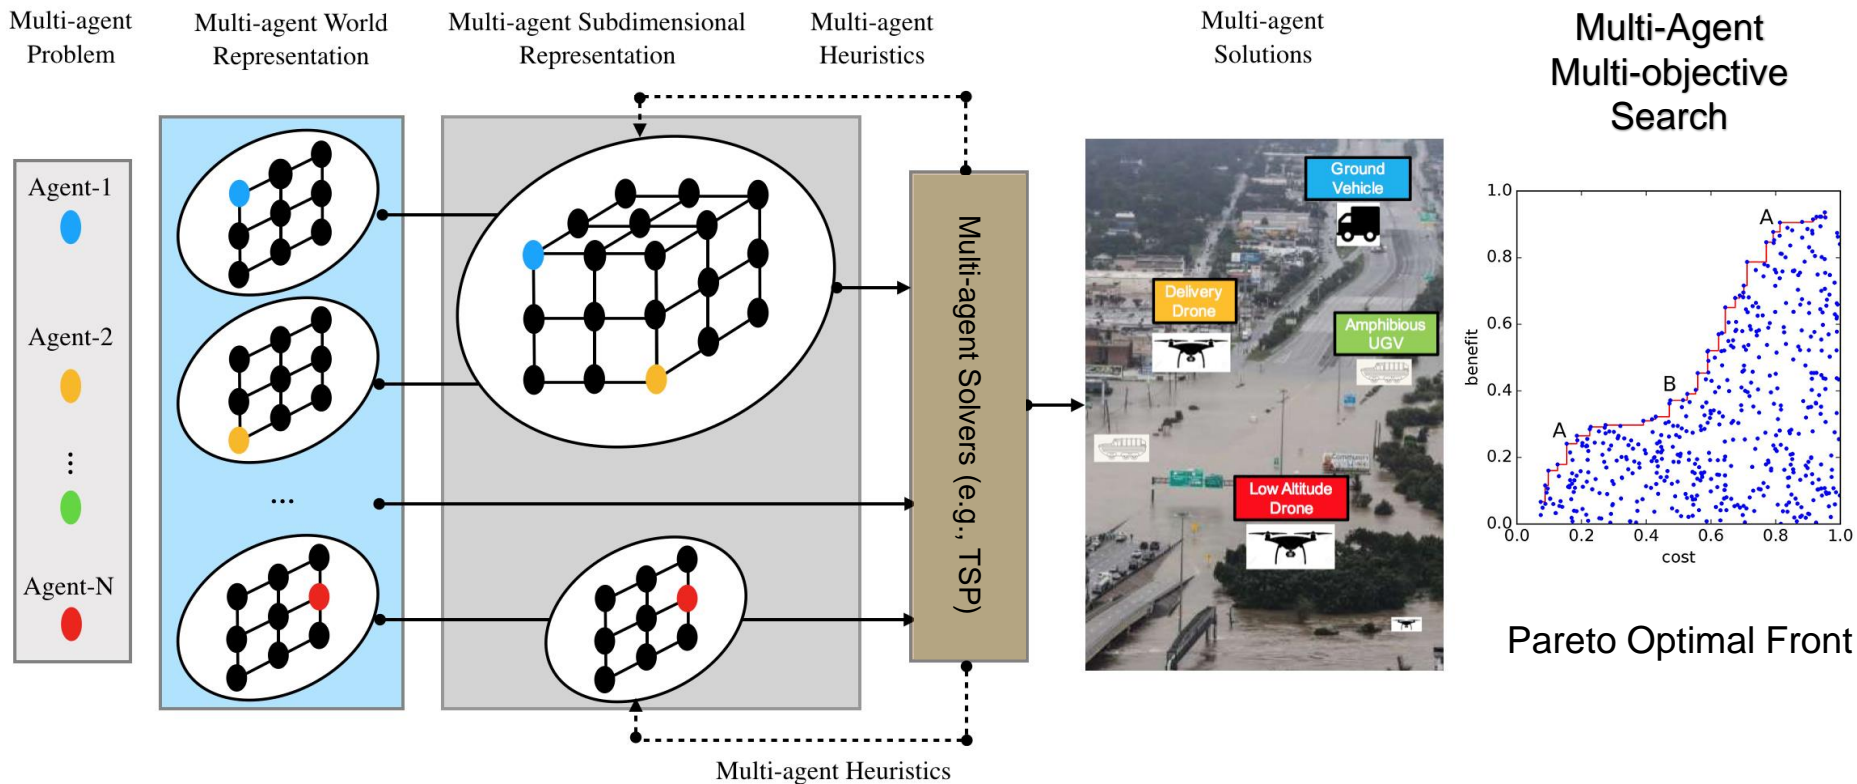 Multi-agent
Problem
Multi-agent World
Representation
Multi-agent Subdimensional
Representation
Multi-agent
Heuristics
Multi-agent
Solutions
Multi-Agent
Multi-objective
Search
Agent-1
Agent-2
...
Agent-N
...
Multi-agent Solvers (e.g., TSP)
Ground
Vehicle
Delivery
Drone
Amphibious
UGV
Low Altitude
Drone
1.0
0.8
0.6
0.4
0.2
0.0
benefit
A
B
A
0.0 0.2 0.4 0.6 0.8 1.0
cost
Pareto Optimal Front
Multi-agent Heuristics